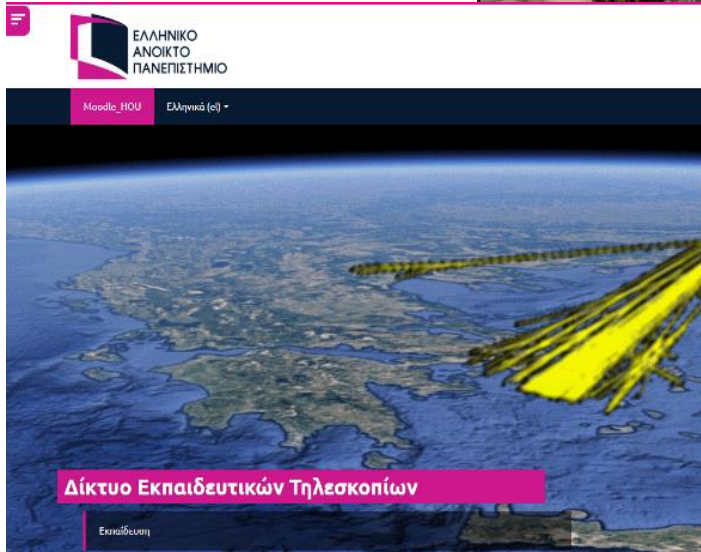 ΕΛΛΗΝΙΚΟ
ΑΝΟΙΚΤΟ
ΠΑΝΕΠΙΣΤΗΜΙΟ
Moodle_HOU Ελληνικά (el)
Δίκτυο Εκπαιδευτικών Τηλεσκοπίων
Εκπαίδευση